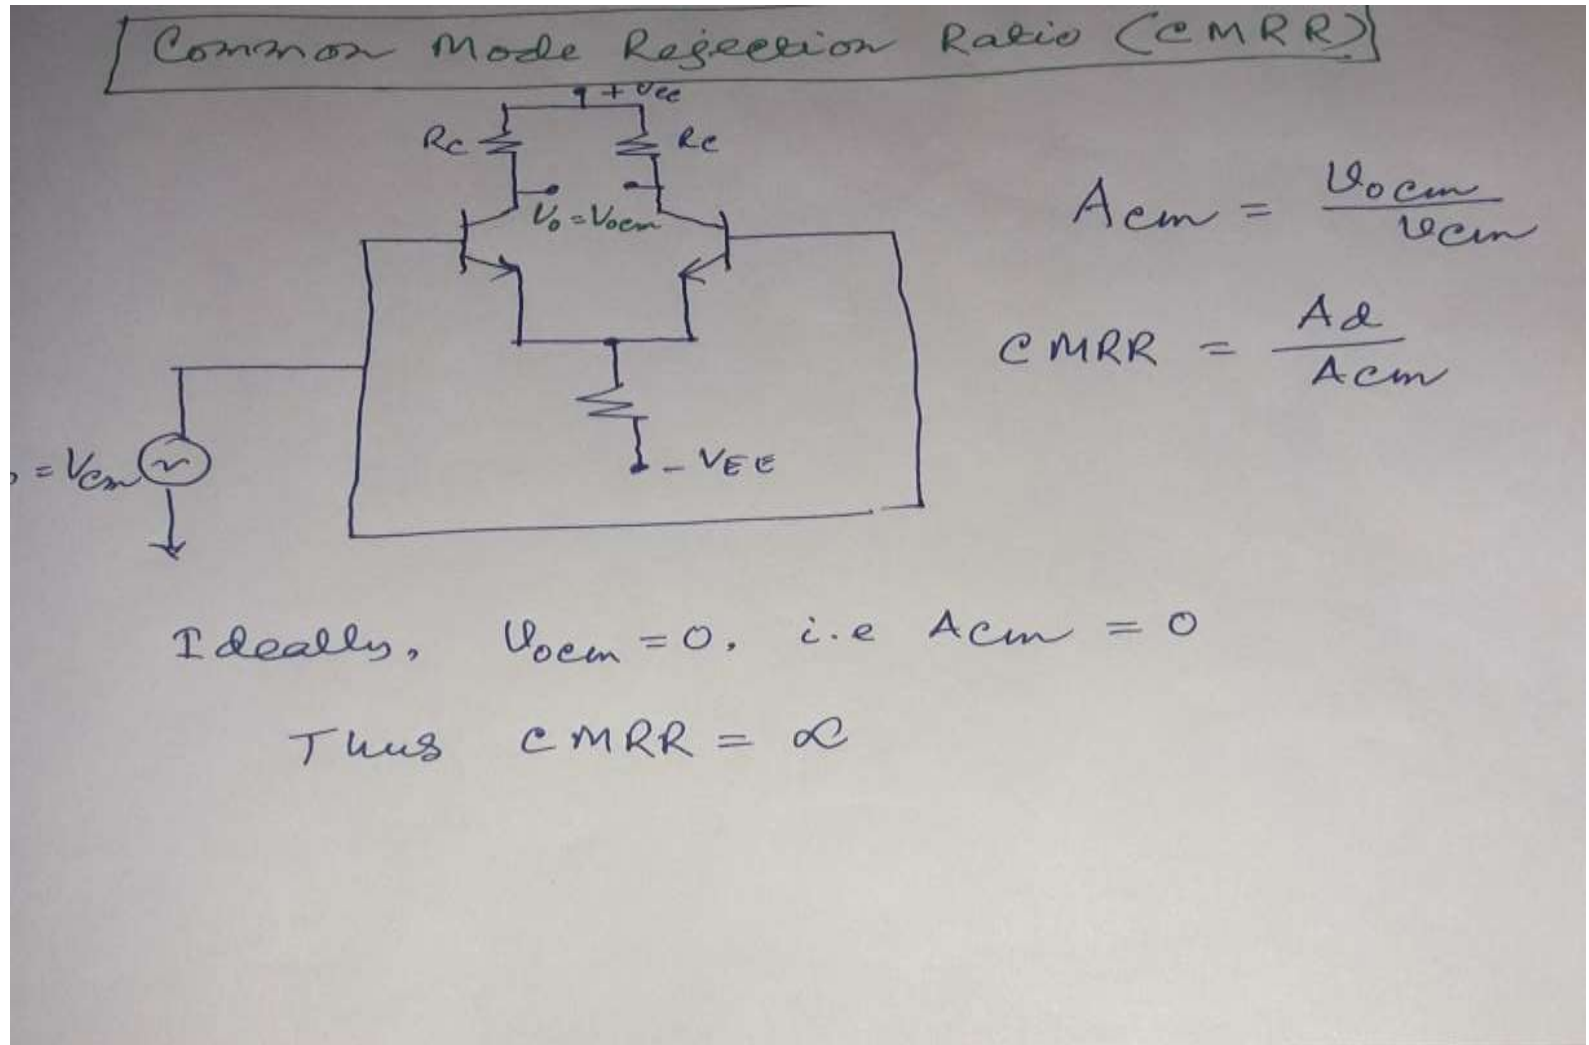 Common Mode Rejection Ratio (CMRR)
+ Vcc
Rc Rc
Vo = Vocm
Acm = Vocm / Vcm
CMRR = Ad / Acm
= Vcm
- VEE
Ideally, Vocm = 0, i.e Acm = 0
Thus CMRR = ∞